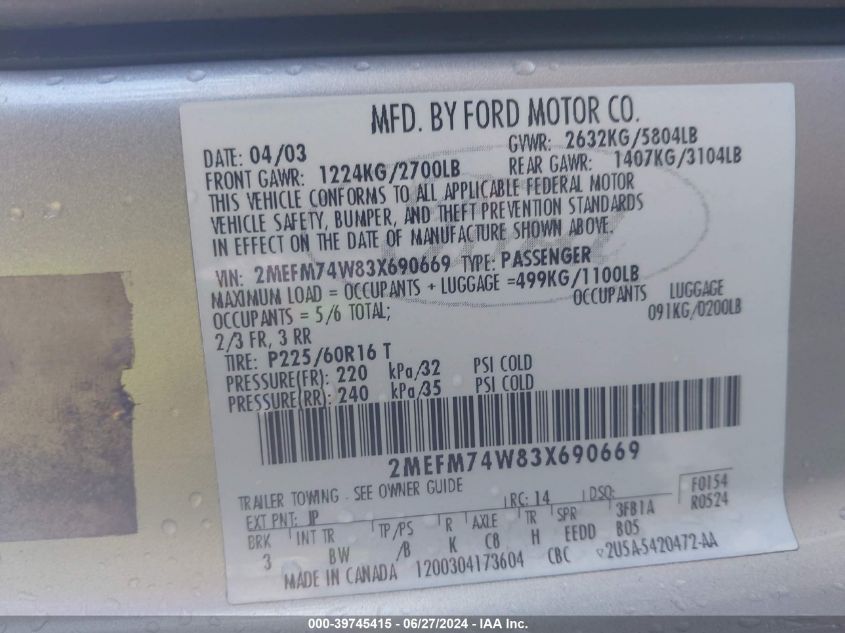 MFD. BY FORD MOTOR CO.
DATE: 04/03 GVWR: 2632KG/5804LB
FRONT GAWR: 1224KG/2700LB REAR GAWR: 1407KG/3104LB
THIS VEHICLE CONFORMS TO ALL APPLICABLE FEDERAL MOTOR
VEHICLE SAFETY, BUMPER, AND THEFT PREVENTION STANDARDS
IN EFFECT ON THE DATE OF MANUFACTURE SHOWN ABOVE.
VIN: 2MEFM74W83X690669 TYPE: PASSENGER
MAXIMUM LOAD = OCCUPANTS + LUGGAGE =499KG/1100LB
OCCUPANTS = 5/6 TOTAL; OCCUPANTS LUGGAGE
2/3 FR, 3 RR 091KG/0200LB
TIRE: P225/60R16 T
PRESSURE(FR): 220 kPa/32 PSI COLD
PRESSURE(RR): 240 kPa/35 PSI COLD
2MEFM74W83X690669
TRAILER TOWING - SEE OWNER GUIDE
EXT PNT: JP RC: 14 DSO: F0154
R0524
BRK INT TR TP/PS R AXLE TR SPR 3FB1A
3 BW /B K C8 H EEDD B05
MADE IN CANADA 1200304173604 CBC 2U5A-5420472-AA
000-39745415 - 06/27/2024 - IAA Inc.